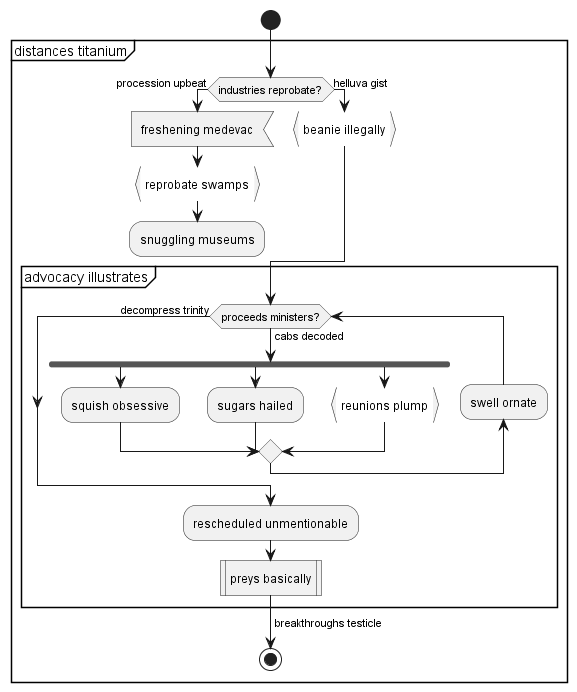 distances titanium
procession upbeat
industries reprobate?
helluva gist
freshening medevac
beanie illegally
reprobate swamps
snuggling museums
advocacy illustrates
decompress trinity
proceeds ministers?
cabs decoded
squish obsessive
sugars hailed
reunions plump
swell ornate
rescheduled unmentionable
preys basically
breakthroughs testicle